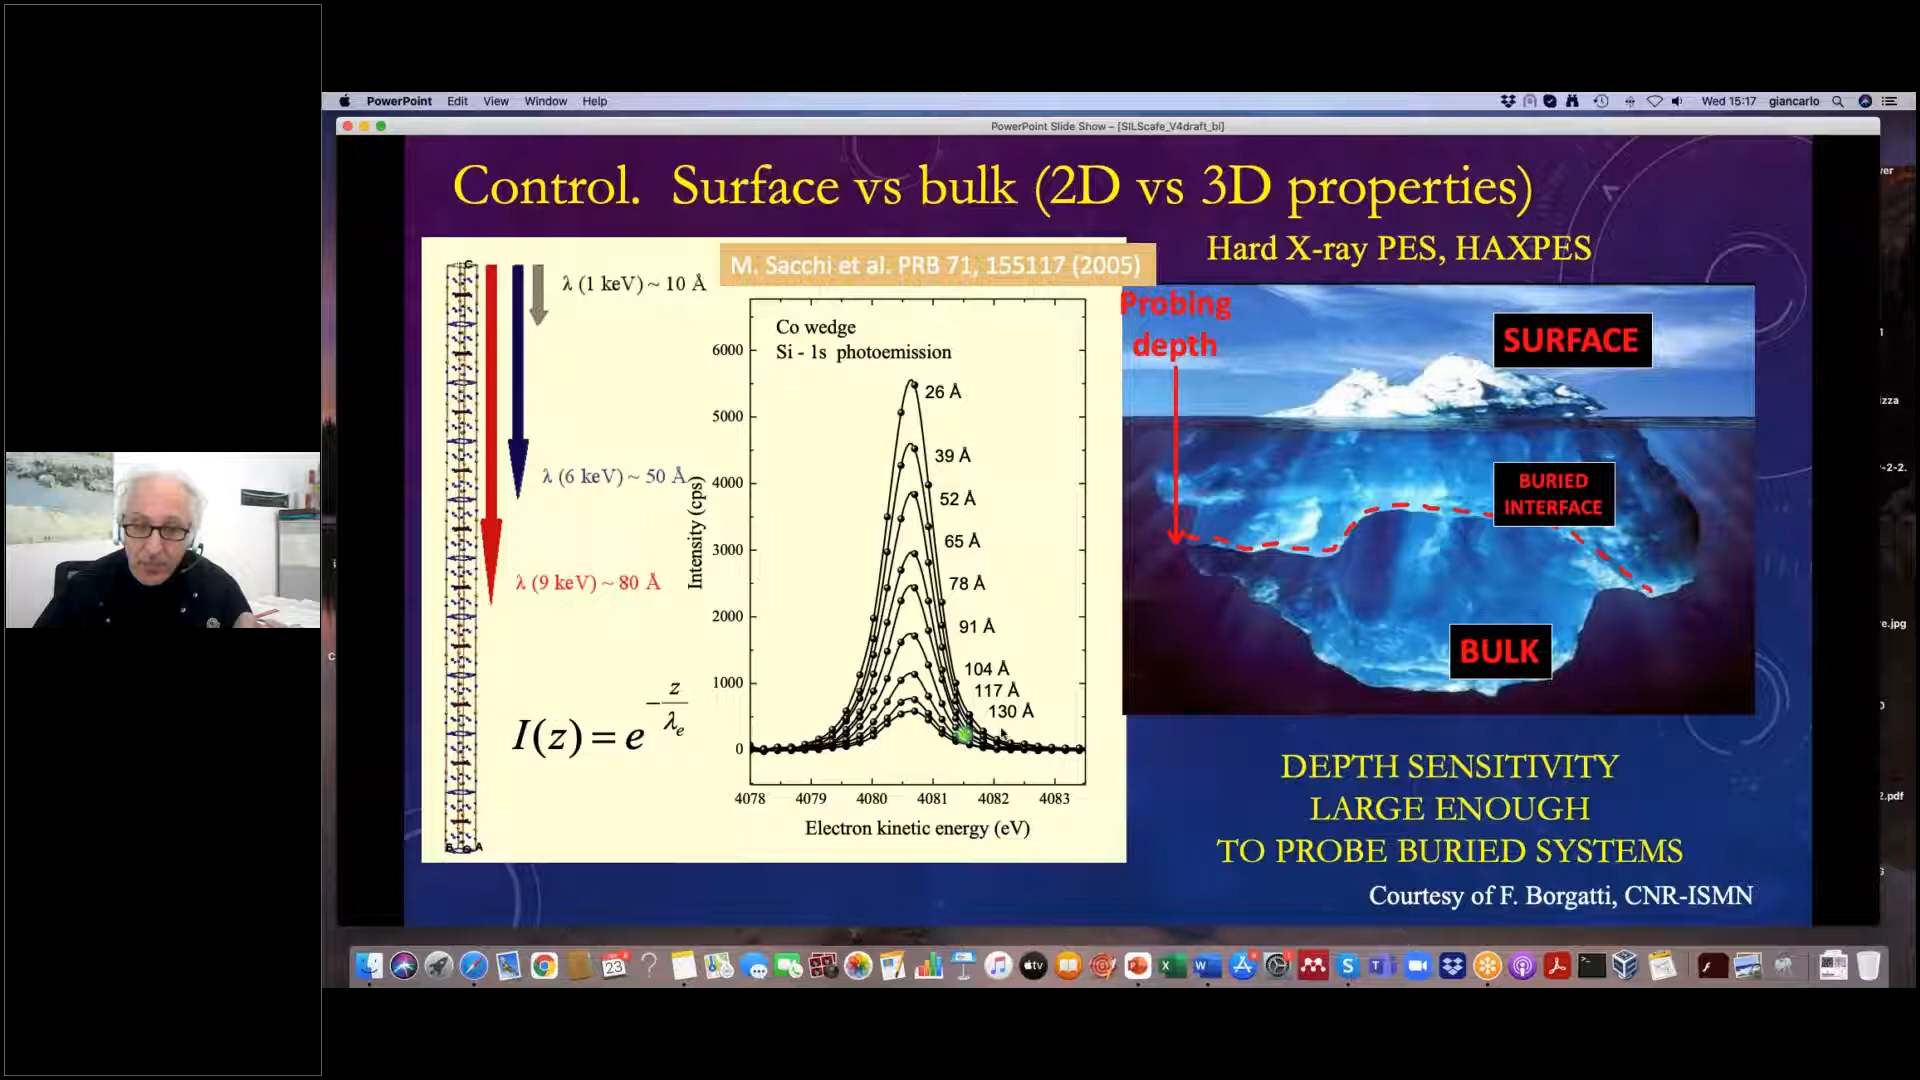 PowerPoint Edit View Window Help
Wed 15:17 giancarlo
PowerPoint Slide Show – [SILScafe_V4draft_bi]
Control. Surface vs bulk (2D vs 3D properties)
Hard X-ray PES, HAXPES
M. Sacchi et al. PRB 71, 155117 (2005)
λ (1 keV) ~ 10 Å
λ (6 keV) ~ 50 Å
λ (9 keV) ~ 80 Å
I(z) = e^(-z/λe)
Co wedge
Si - 1s photoemission
26 Å
39 Å
52 Å
65 Å
78 Å
91 Å
104 Å
117 Å
130 Å
Intensity (cps)
6000
5000
4000
3000
2000
1000
0
4078 4079 4080 4081 4082 4083
Electron kinetic energy (eV)
Probing
depth
SURFACE
BURIED
INTERFACE
BULK
DEPTH SENSITIVITY
LARGE ENOUGH
TO PROBE BURIED SYSTEMS
Courtesy of F. Borgatti, CNR-ISMN
23
tv